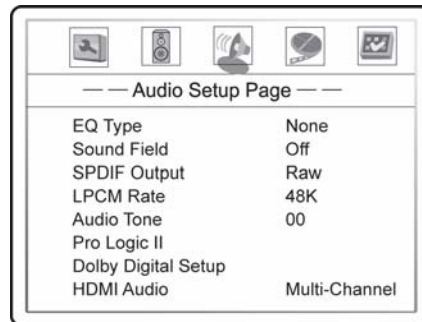 — — Audio Setup Page — —
EQ Type None
Sound Field Off
SPDIF Output Raw
LPCM Rate 48K
Audio Tone 00
Pro Logic II
Dolby Digital Setup
HDMI Audio Multi-Channel